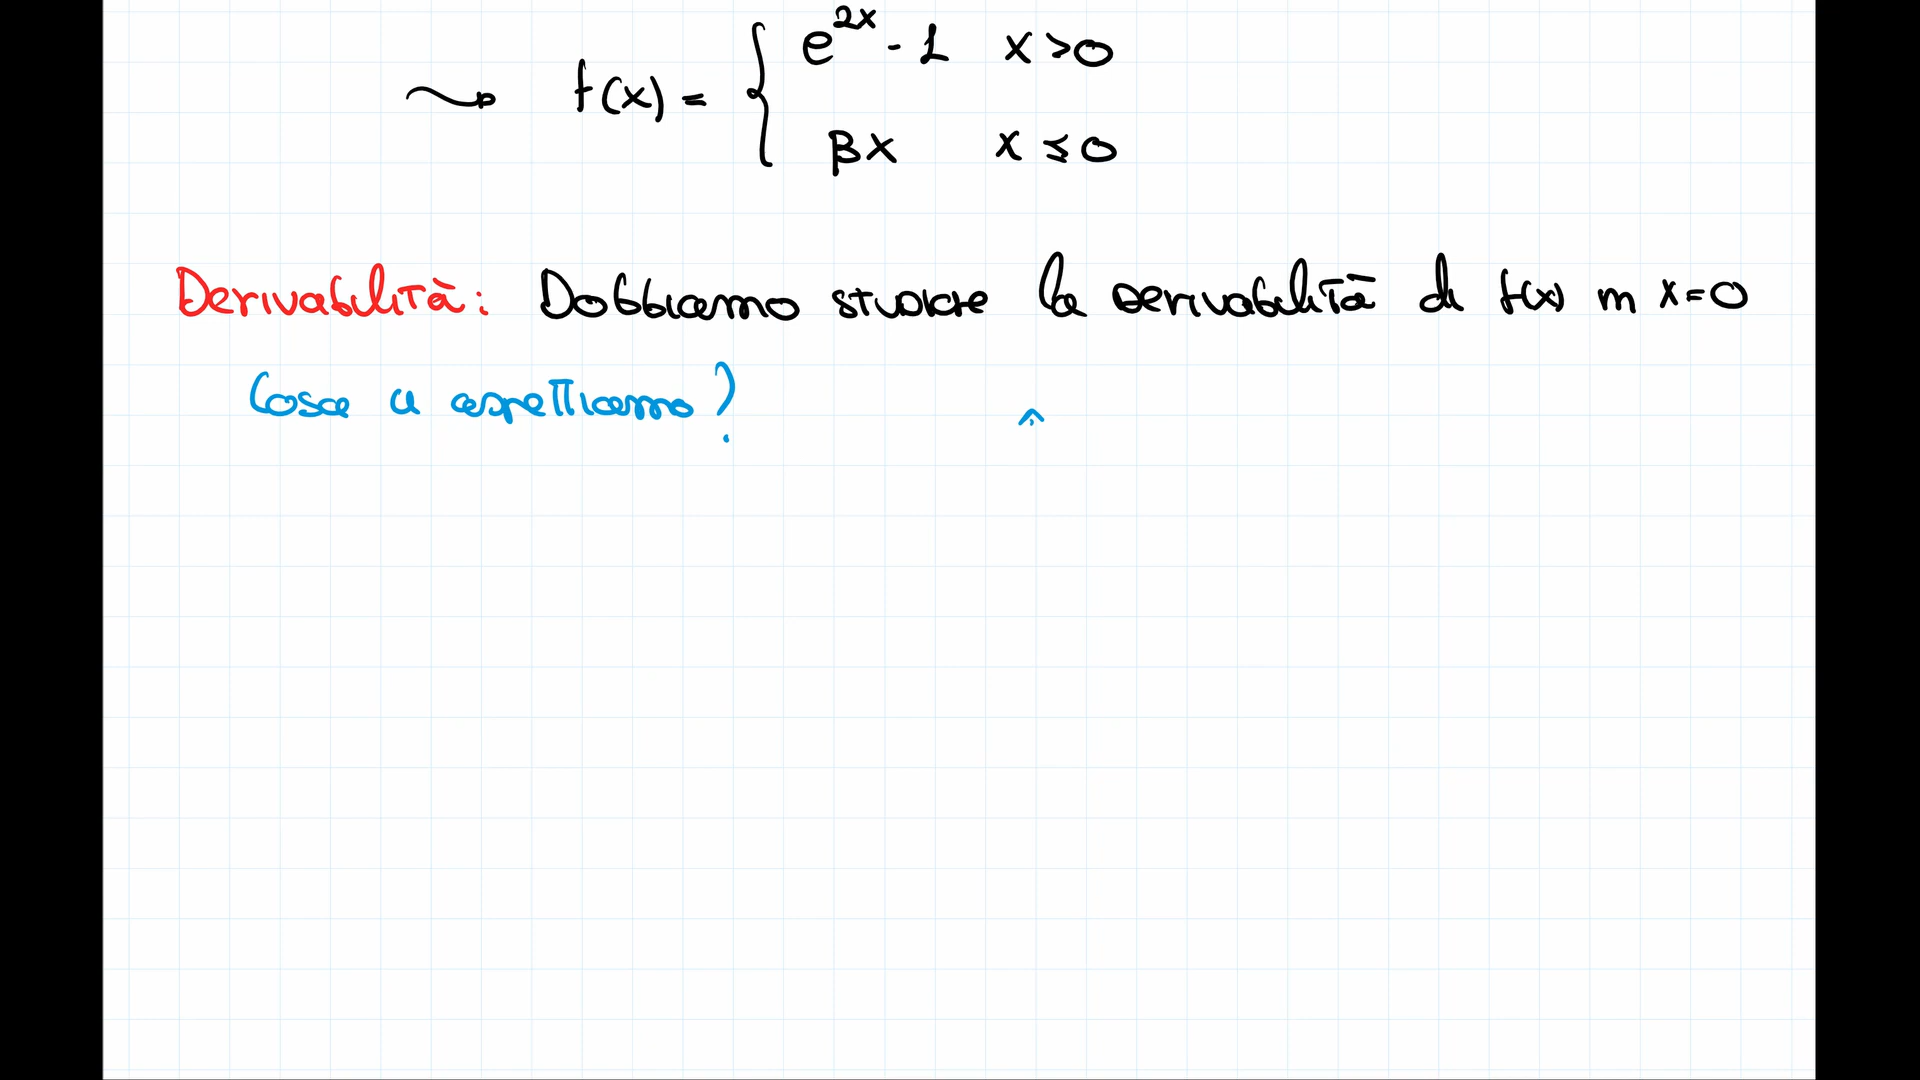 ⤳ f(x) = { e^{2x} - 1 x > 0
βx x ≤ 0
Derivabilità: Dobbiamo studiare la derivabilità di f(x) in x=0
Cosa ci aspettiamo?